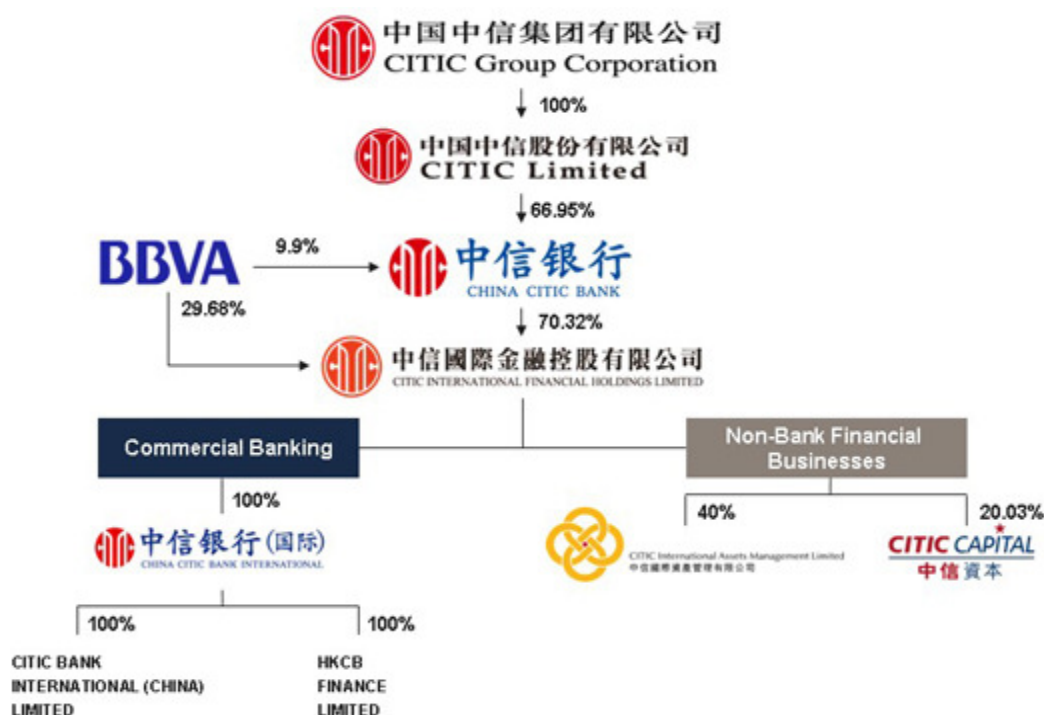 中国中信集团有限公司
CITIC Group Corporation
100%
中国中信股份有限公司
CITIC Limited
66.95%
BBVA
9.9%
中信银行
CHINA CITIC BANK
29.68%
70.32%
中信國際金融控股有限公司
CITIC INTERNATIONAL FINANCIAL HOLDINGS LIMITED
Commercial Banking
Non-Bank Financial
Businesses
100%
40%
20.03%
中信银行(国际)
CHINA CITIC BANK INTERNATIONAL
CITIC International Assets Management Limited
中信國際資產管理有限公司
CITIC CAPITAL
中信資本
100%
100%
CITIC BANK
INTERNATIONAL (CHINA)
LIMITED
HKCB
FINANCE
LIMITED